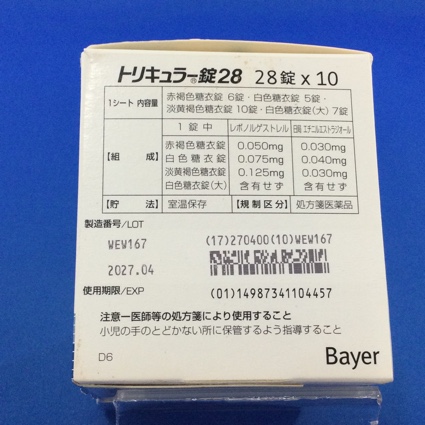 トリキュラー®錠28 28錠 x 10
1シート 内容量 赤褐色糖衣錠 6錠・白色糖衣錠 5錠・
淡黄褐色糖衣錠 10錠・白色糖衣錠(大) 7錠
【組成】 1錠中 レボノルゲストレル 日局 エチニルエストラジオール
赤褐色糖衣錠 0.050mg 0.030mg
白色糖衣錠 0.075mg 0.040mg
淡黄褐色糖衣錠 0.125mg 0.030mg
白色糖衣錠(大) 含有せず 含有せず
【貯法】 室温保存 【規制区分】 処方箋医薬品
製造番号/LOT
WEW167 (17)270400(10)WEW167
2027.04
使用期限/EXP (01)14987341104457
注意ー医師等の処方箋により使用すること
小児の手のとどかない所に保管するよう指導すること
D6 Bayer